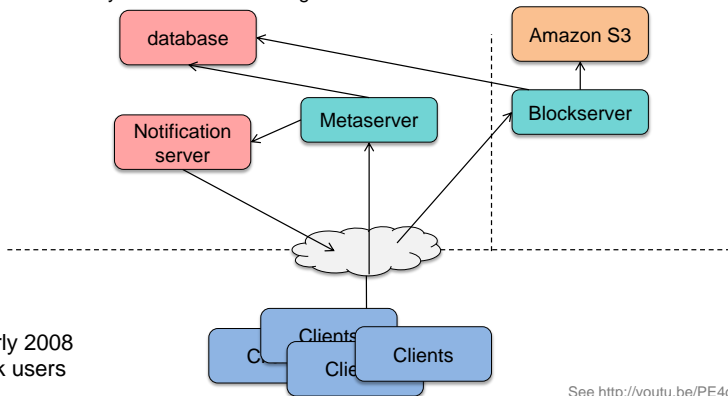 database
Amazon S3
Metaserver
Blockserver
Notification
server
Clients
Clients
rly 2008
k users
See http://youtu.be/PE4